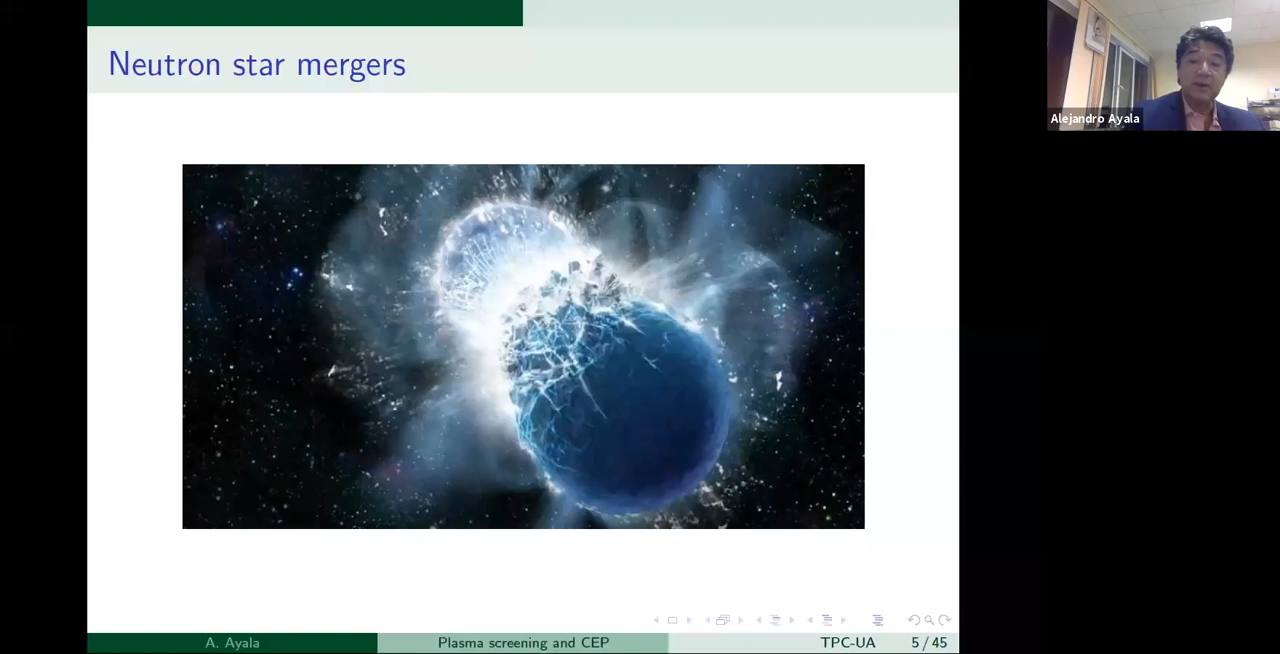 Neutron star mergers
Alejandro Ayala
A. Ayala
Plasma screening and CEP
TPC-UA
5 / 45